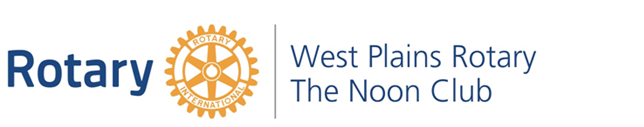 Rotary
ROTARY
INTERNATIONAL
West Plains Rotary
The Noon Club